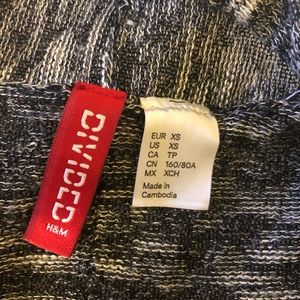 DIVIDED
H&M
EUR XS
US XS
CA TP
CN 160/80A
MX XCH
Made in
Cambodia